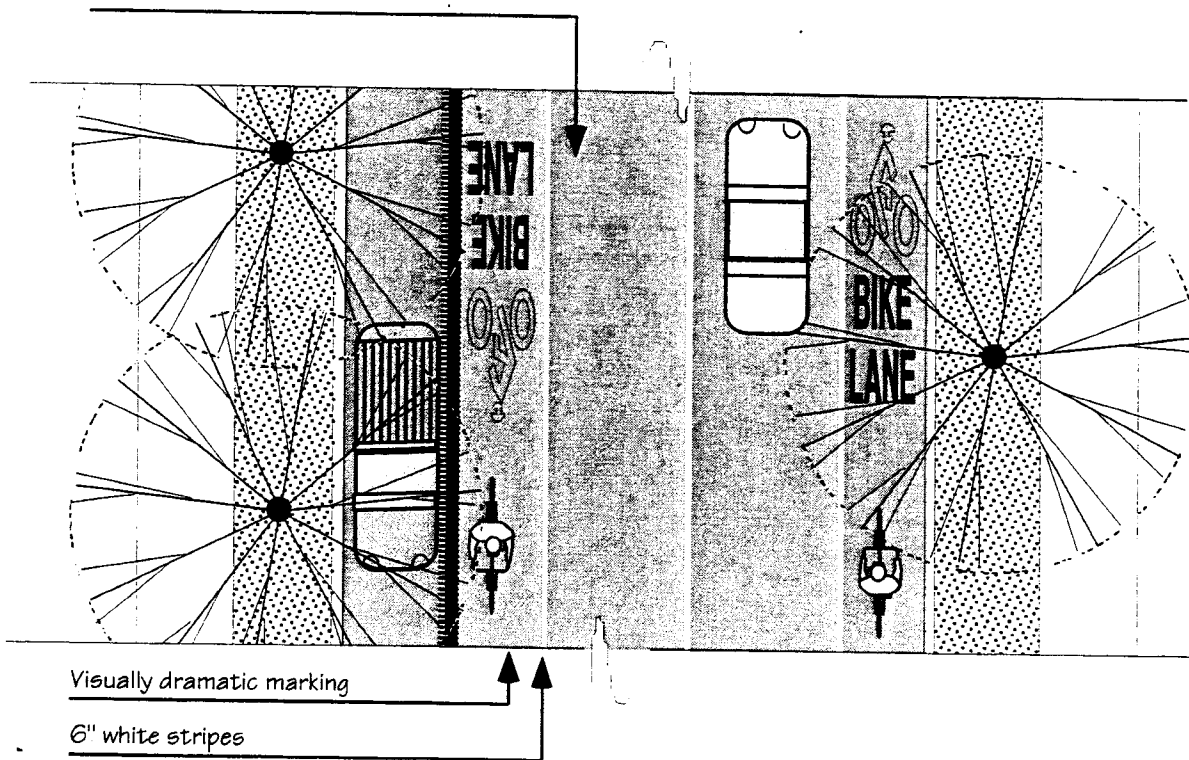 LANE
BIKE
BIKE
LANE
Visually dramatic marking
6" white stripes